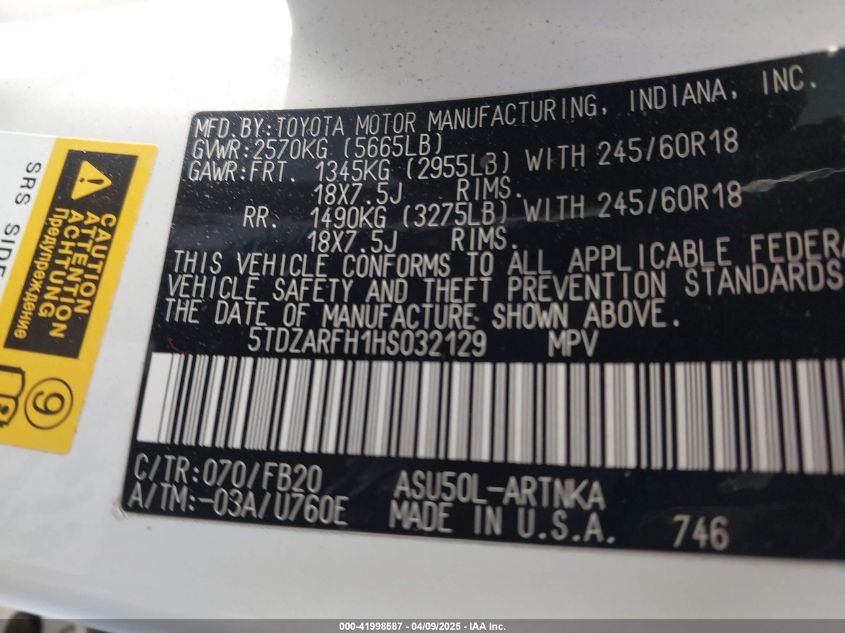 MFD.BY:TOYOTA MOTOR MANUFACTURING, INDIANA, INC.
GVWR:2570KG (5665LB)
GAWR:FRT. 1345KG (2955LB) WITH 245/60R18
18X7.5J RIMS.
RR. 1490KG (3275LB) WITH 245/60R18
18X7.5J RIMS.
THIS VEHICLE CONFORMS TO ALL APPLICABLE FEDERA
VEHICLE SAFETY AND THEFT PREVENTION STANDARDS
THE DATE OF MANUFACTURE SHOWN ABOVE.
5TDZARFH1HS032129 MPV
C/TR:070/FB20 ASU50L-ARTNKA
A/TM:-03A/U760E MADE IN U.S.A. 746
SRS SIDE
CAUTION
ATTENTION
ACHTUNG
Предупреждение
9
000-41998587 - 04/09/2025 - IAA Inc.